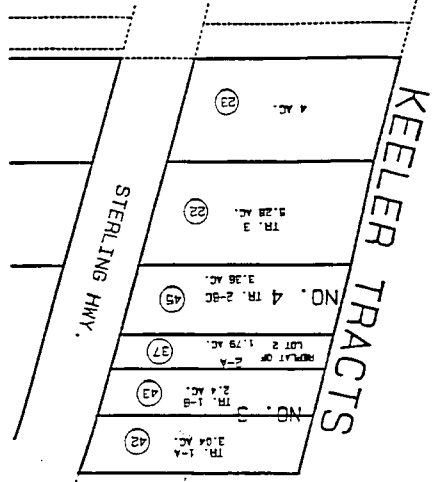 KEELER TRACTS
STERLING HWY.
23
4 AC.
22
TR. 3
5.28 AC.
NO. 4
45
TR. 2-BC
3.36 AC.
37
REPLAT OF 2-A
LOT 2 1.79 AC.
43
TR. 1-B
2.4 AC.
NO. 3
42
TR. 1-A
3.04 AC.